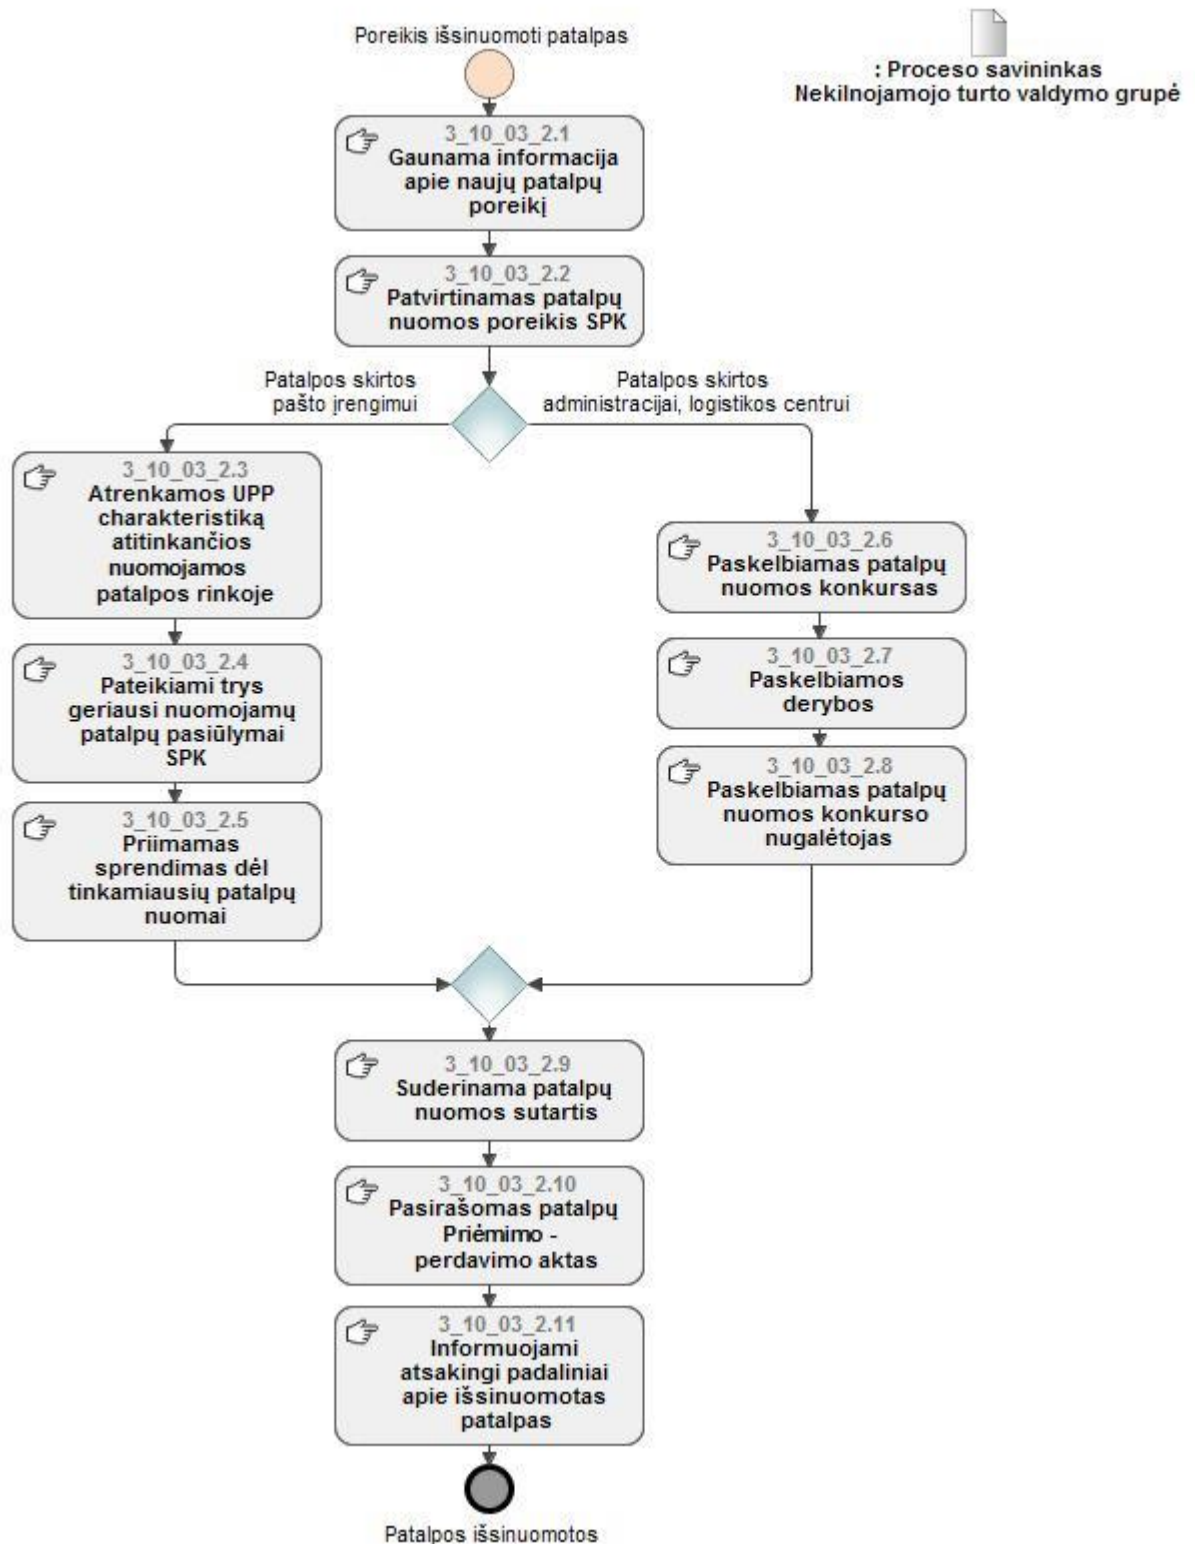 Poreikis išsinuomoti patalpas
: Proceso savininkas
Nekilnojamojo turto valdymo grupė
3_10_03_2.1
Gaunama informacija
apie naujų patalpų
poreikį
3_10_03_2.2
Patvirtinamas patalpų
nuomos poreikis SPK
Patalpos skirtos
pašto įrengimui
Patalpos skirtos
administracijai, logistikos centrui
3_10_03_2.3
Atrenkamos UPP
charakteristiką
atitinkančios
nuomojamos
patalpos rinkoje
3_10_03_2.4
Pateikiami trys
geriausi nuomojamų
patalpų pasiūlymai
SPK
3_10_03_2.5
Priimamas
sprendimas dėl
tinkamiausių patalpų
nuomai
3_10_03_2.6
Paskelbiamas patalpų
nuomos konkursas
3_10_03_2.7
Paskelbiamos
derybos
3_10_03_2.8
Paskelbiamas patalpų
nuomos konkurso
nugalėtojas
3_10_03_2.9
Suderinama patalpų
nuomos sutartis
3_10_03_2.10
Pasirašomas patalpų
Priėmimo -
perdavimo aktas
3_10_03_2.11
Informuojami
atsakingi padaliniai
apie išsinuomotas
patalpas
Patalpos išsinuomotos